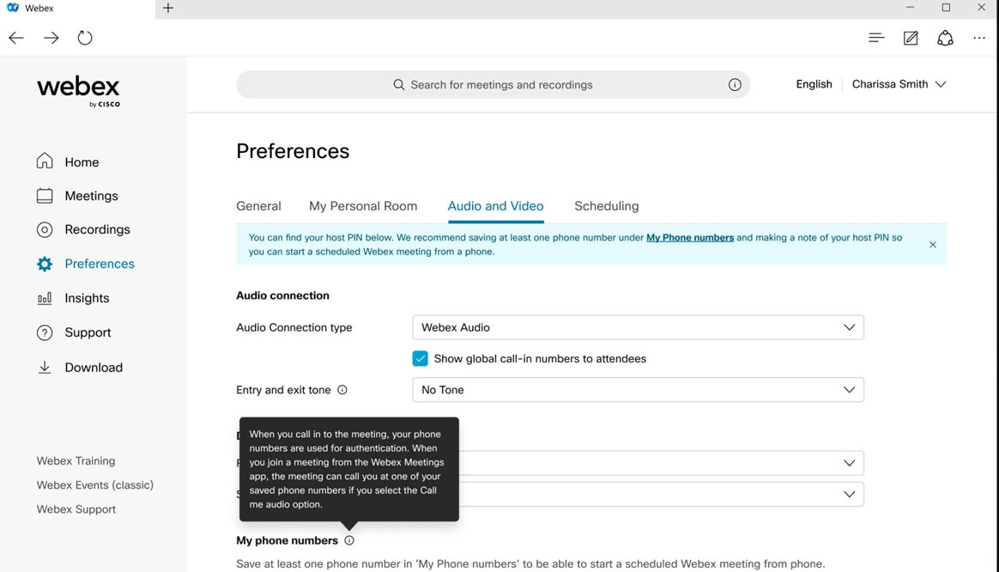 Webex
Search for meetings and recordings
English
Charissa Smith
webex
by CISCO
Home
Meetings
Recordings
Preferences
Insights
Support
Download
Webex Training
Webex Events (classic)
Webex Support
Preferences
General My Personal Room Audio and Video Scheduling
You can find your host PIN below. We recommend saving at least one phone number under My Phone numbers and making a note of your host PIN so
you can start a scheduled Webex meeting from a phone.
Audio connection
Audio Connection type Webex Audio
Show global call-in numbers to attendees
Entry and exit tone No Tone
When you call in to the meeting, your phone
numbers are used for authentication. When
you join a meeting from the Webex Meetings
app, the meeting can call you at one of your
saved phone numbers if you select the Call
me audio option.
My phone numbers
Save at least one phone number in 'My Phone numbers' to be able to start a scheduled Webex meeting from phone.